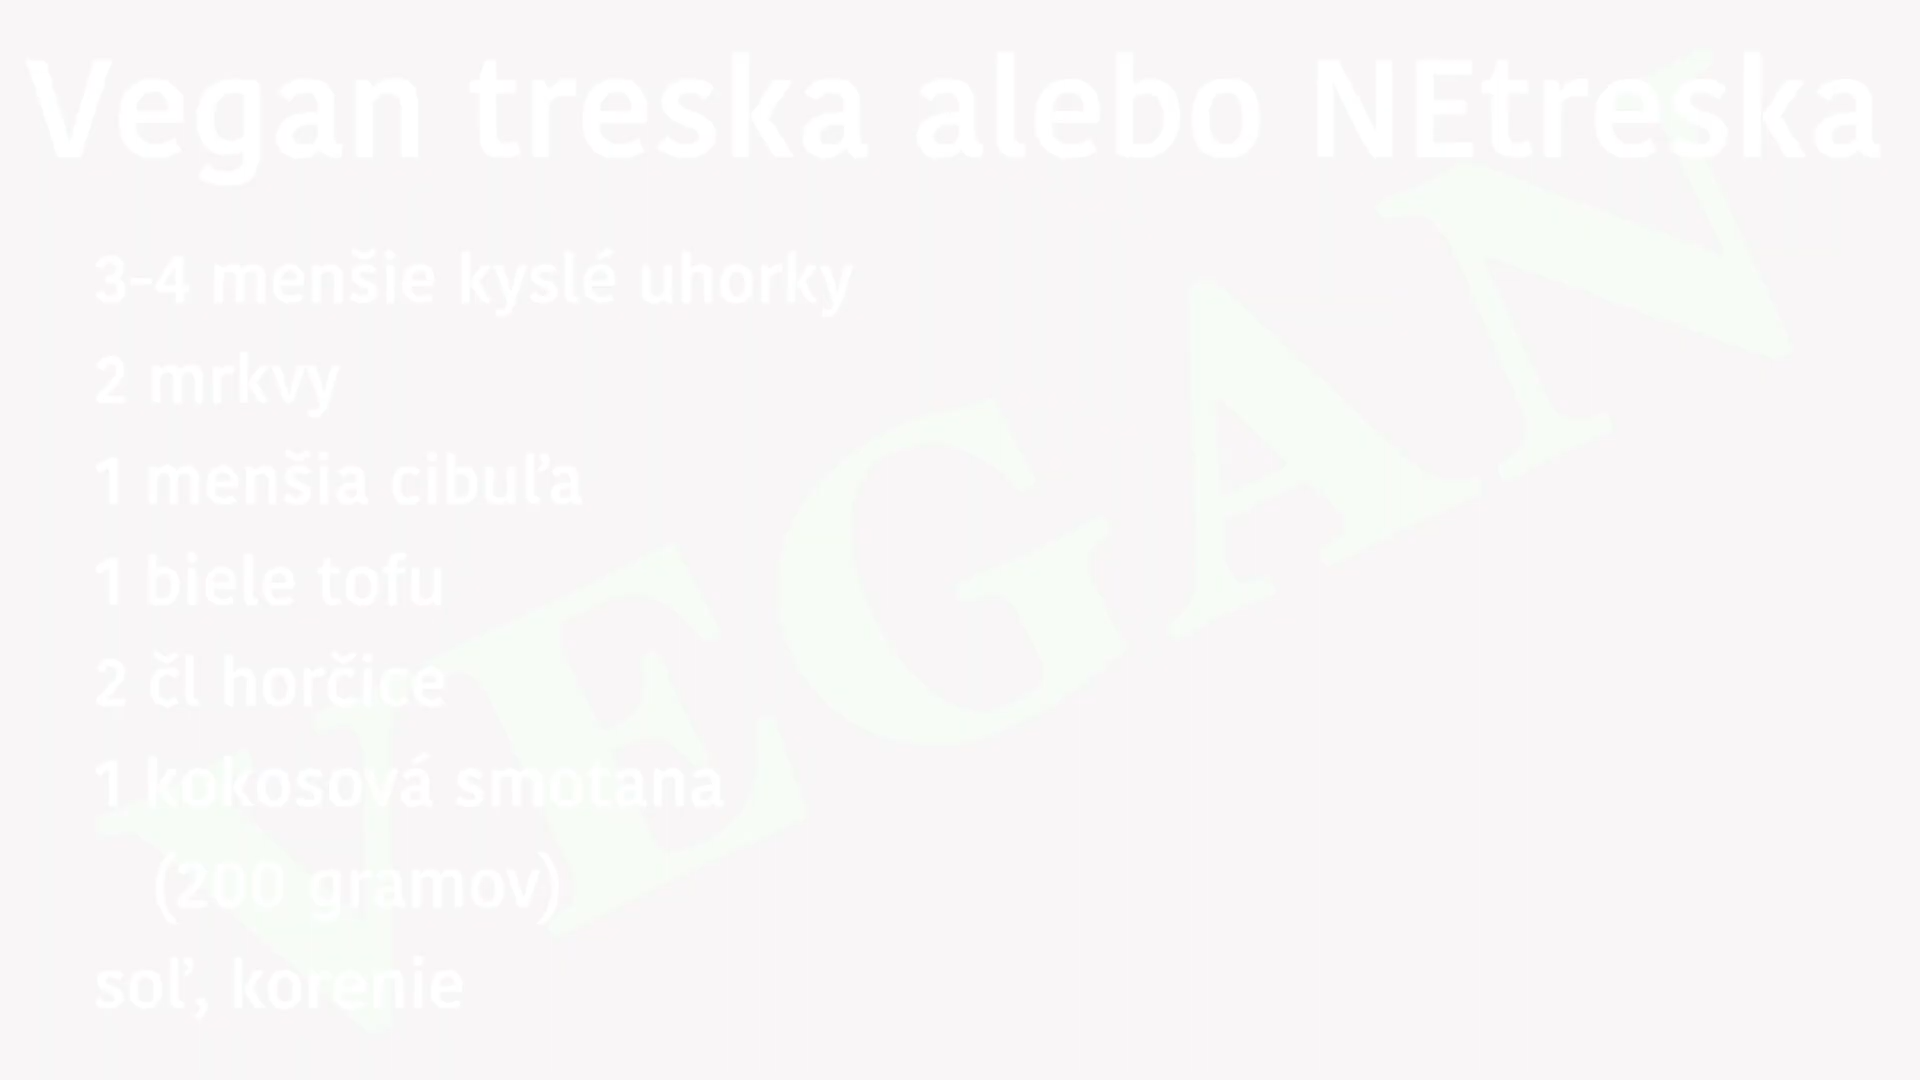 Vegan treska alebo NEtreska
3-4 menšie kyslé uhorky
2 mrkvy
1 menšia cibuľa
1 biele tofu
2 čl horčice
1 kokosová smotana
(200 gramov)
soľ, korenie
VEGAN